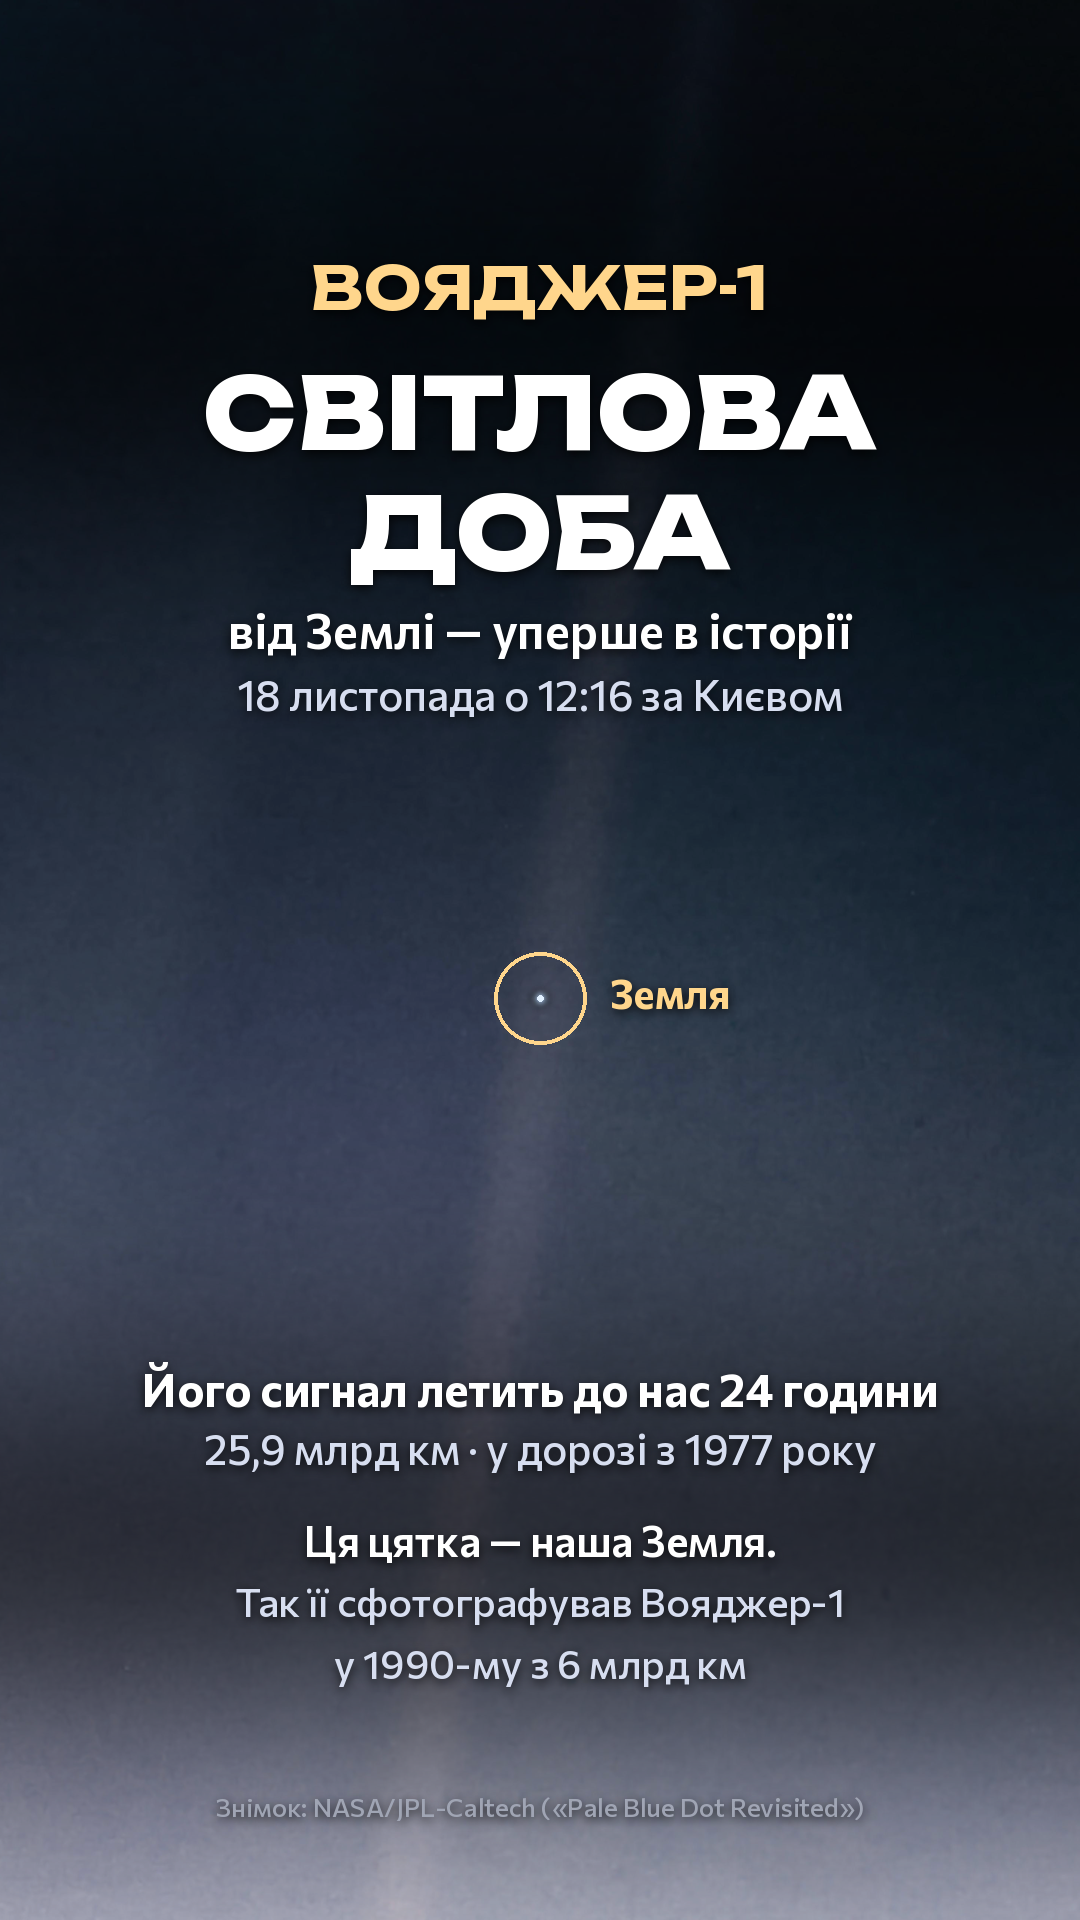 ВОЯДЖЕР-1
СВІТЛОВА
ДОБА
від Землі — уперше в історії
18 листопада о 12:16 за Києвом
Земля
Його сигнал летить до нас 24 години
25,9 млрд км · у дорозі з 1977 року
Ця цятка — наша Земля.
Так її сфотографував Вояджер-1
у 1990-му з 6 млрд км
Знімок: NASA/JPL-Caltech («Pale Blue Dot Revisited»)